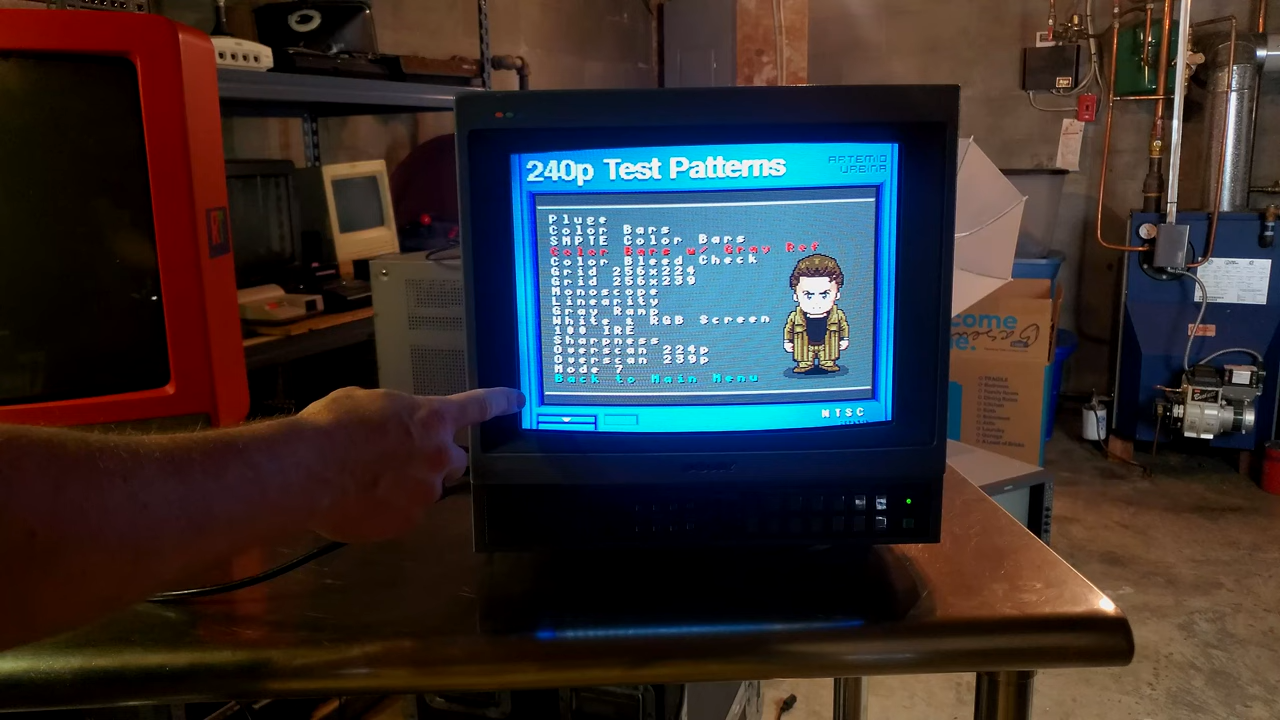 240p Test Patterns
ARTEMIO
URBINA
Pluge
Color Bars
SMPTE Color Bars
Color Bars w/ Gray Ref
Color Bleed Check
Grid 256x224
Grid 256x239
Monoscope
Linearity
Gray Ramp
White & RGB Screen
100 IRE
Sharpness
Overscan 224p
Overscan 239p
Mode 7
Back to Main Menu
NTSC
come
me.